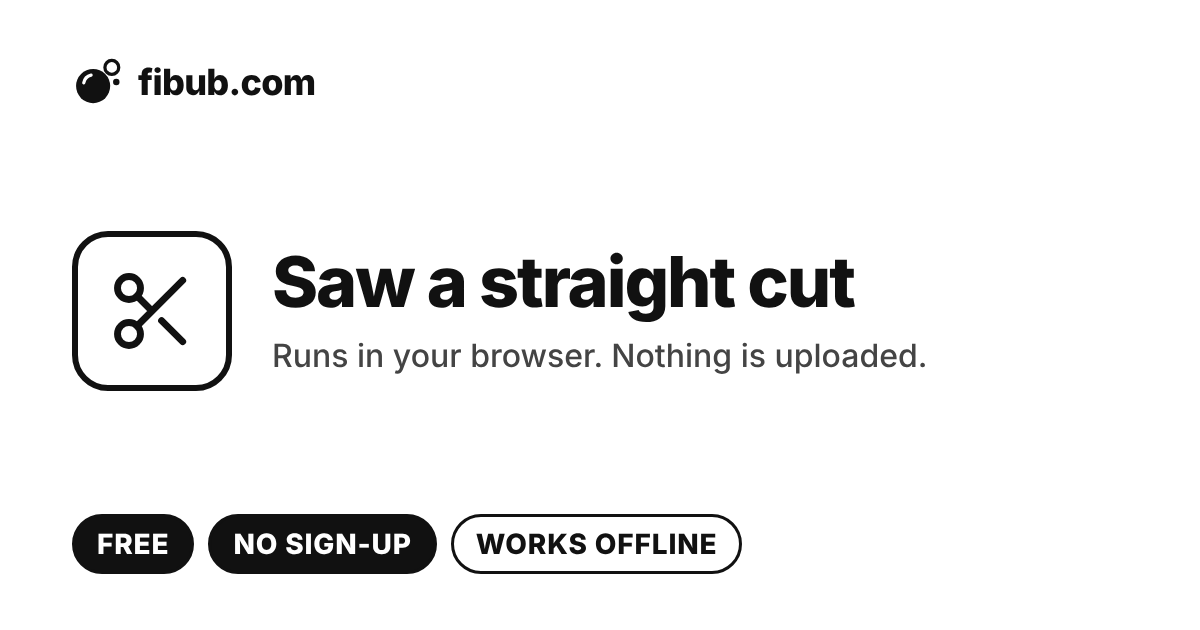 fibub.com
Saw a straight cut
Runs in your browser. Nothing is uploaded.
FREE
NO SIGN-UP
WORKS OFFLINE